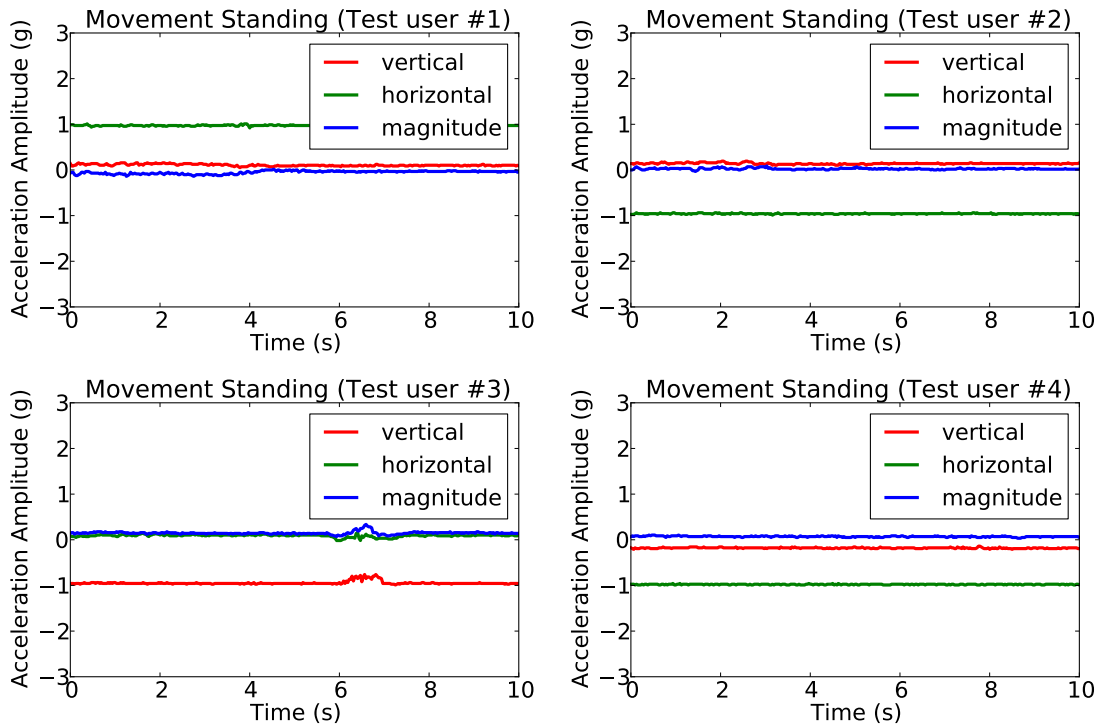 Movement Standing (Test user #1)
Acceleration Amplitude (g)
3
2
1
0
−1
−2
−3
vertical
horizontal
magnitude
0 2 4 6 8 10
Time (s)
Movement Standing (Test user #2)
Acceleration Amplitude (g)
3
2
1
0
−1
−2
−3
vertical
horizontal
magnitude
0 2 4 6 8 10
Time (s)
Movement Standing (Test user #3)
Acceleration Amplitude (g)
3
2
1
0
−1
−2
−3
vertical
horizontal
magnitude
0 2 4 6 8 10
Time (s)
Movement Standing (Test user #4)
Acceleration Amplitude (g)
3
2
1
0
−1
−2
−3
vertical
horizontal
magnitude
0 2 4 6 8 10
Time (s)